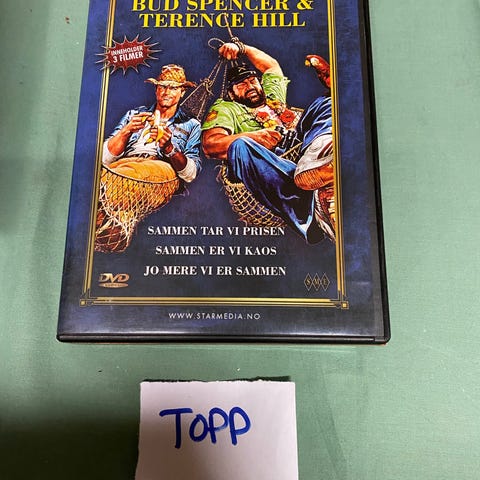 BUD SPENCER &
TERENCE HILL
INNEHOLDER
3 FILMER
SAMMEN TAR VI PRISEN
SAMMEN ER VI KAOS
JO MERE VI ER SAMMEN
DVD
WWW.STARMEDIA.NO
TOPP